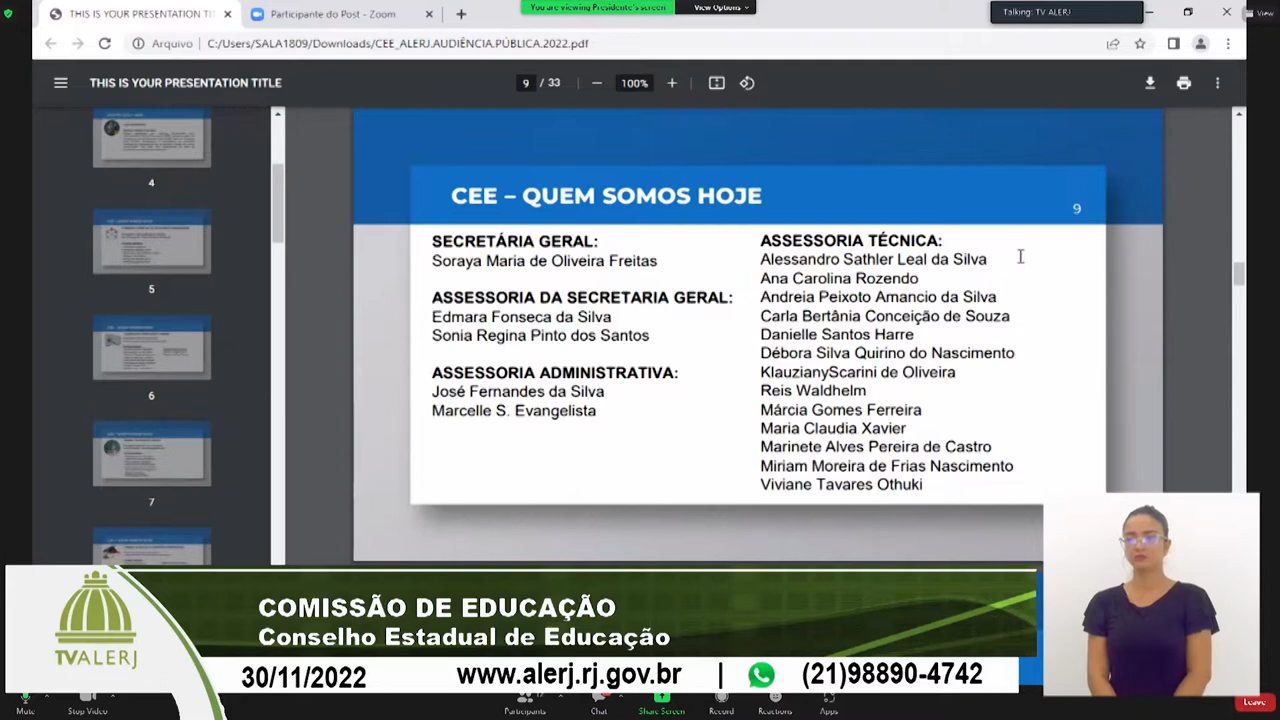 THIS IS YOUR PRESENTATION TIT
Participante do Post - Zoom
You are viewing Presidente's screen
View Options
Talking: TV ALERJ
View
Arquivo
C:/Users/SALA1809/Downloads/CEE_ALERJ.AUDIÊNCIA.PÚBLICA.2022.pdf
THIS IS YOUR PRESENTATION TITLE
9 / 33
100%
4
5
6
7
CEE – QUEM SOMOS HOJE
9
SECRETÁRIA GERAL:
Soraya Maria de Oliveira Freitas
ASSESSORIA DA SECRETARIA GERAL:
Edmara Fonseca da Silva
Sonia Regina Pinto dos Santos
ASSESSORIA ADMINISTRATIVA:
José Fernandes da Silva
Marcelle S. Evangelista
ASSESSORIA TÉCNICA:
Alessandro Sathler Leal da Silva
Ana Carolina Rozendo
Andreia Peixoto Amancio da Silva
Carla Bertânia Conceição de Souza
Danielle Santos Harre
Débora Silva Quirino do Nascimento
KlauzianyScarini de Oliveira
Reis Waldhelm
Márcia Gomes Ferreira
Maria Claudia Xavier
Marinete Alves Pereira de Castro
Miriam Moreira de Frias Nascimento
Viviane Tavares Othuki
TVALERJ
COMISSÃO DE EDUCAÇÃO
Conselho Estadual de Educação
30/11/2022
www.alerj.rj.gov.br | (21)98890-4742
Mute
Stop Video
Participants
Chat
Share Screen
Record
Reactions
Apps
Leave